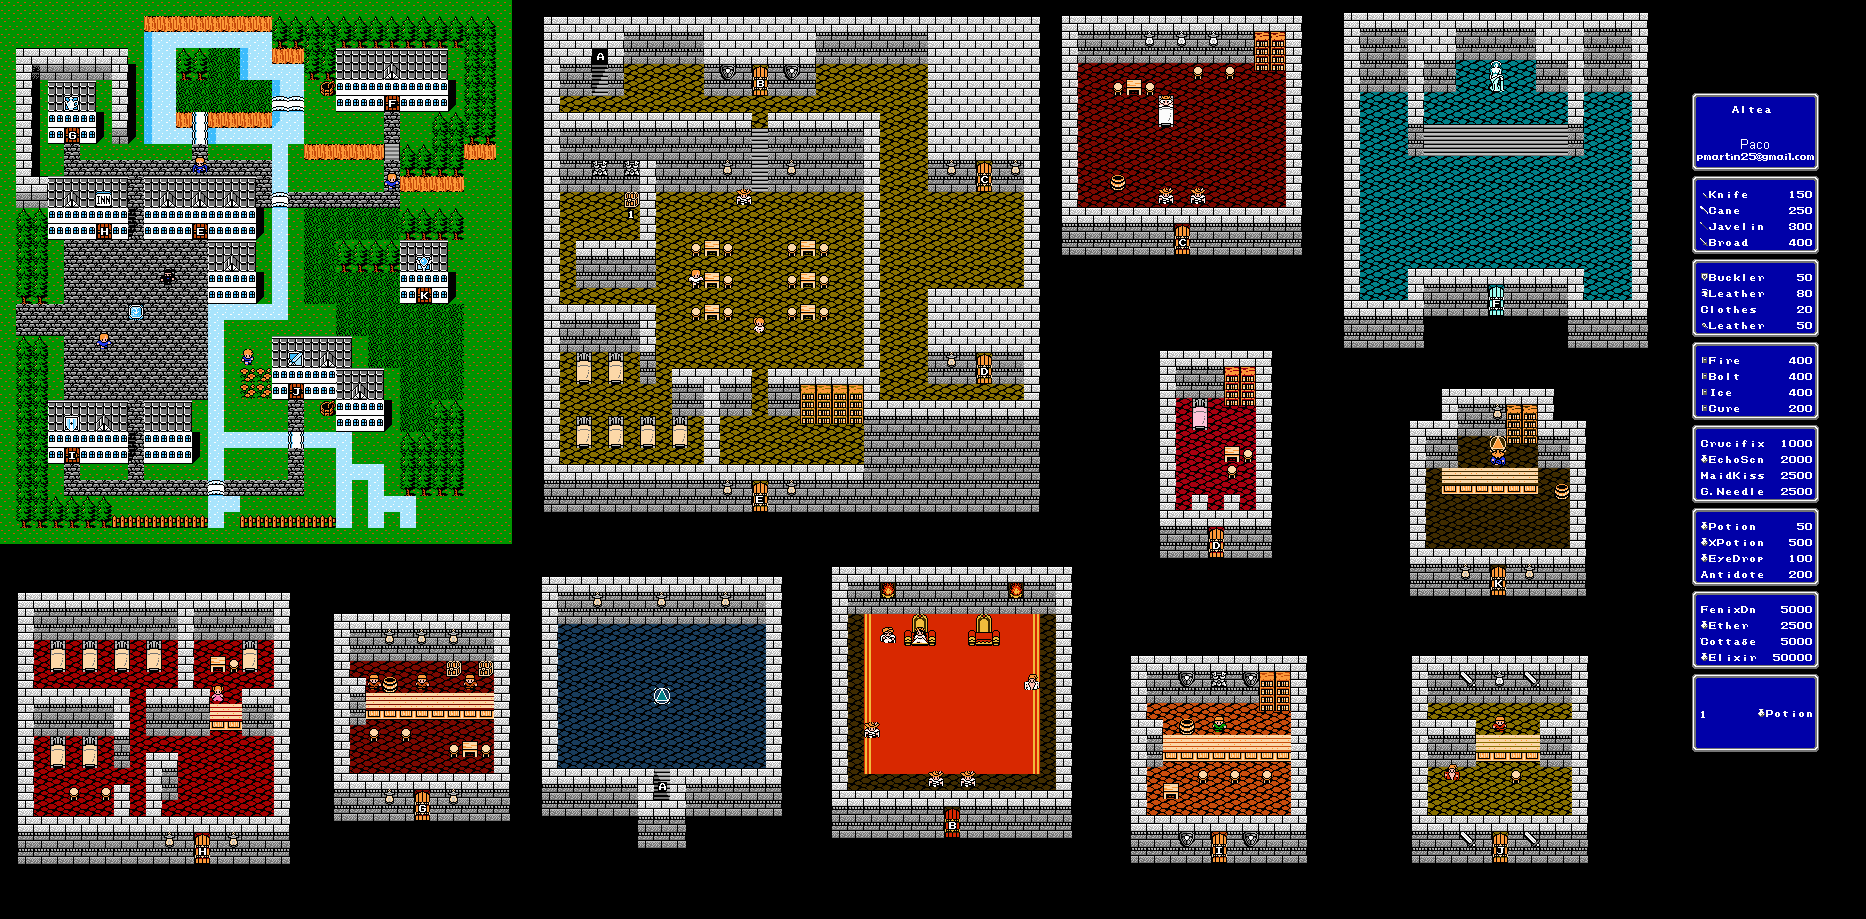 Altea
Paco
pmartin25@gmail.com
Knife 150
Cane 250
Javelin 300
Broad 400
Buckler 50
Leather 80
Clothes 20
Leather 50
Fire 400
Bolt 400
Ice 400
Cure 200
Crucifix 1000
EchoScn 2000
MaidKiss 2500
G.Needle 2500
Potion 50
XPotion 500
EyeDrop 100
Antidote 200
FenixDn 5000
Ether 2500
Cottage 5000
Elixir 50000
1 Potion
G
F
INN
H
E
K
J
I
A
B
C
1
D
E
C
F
D
K
H
G
A
B
I
J